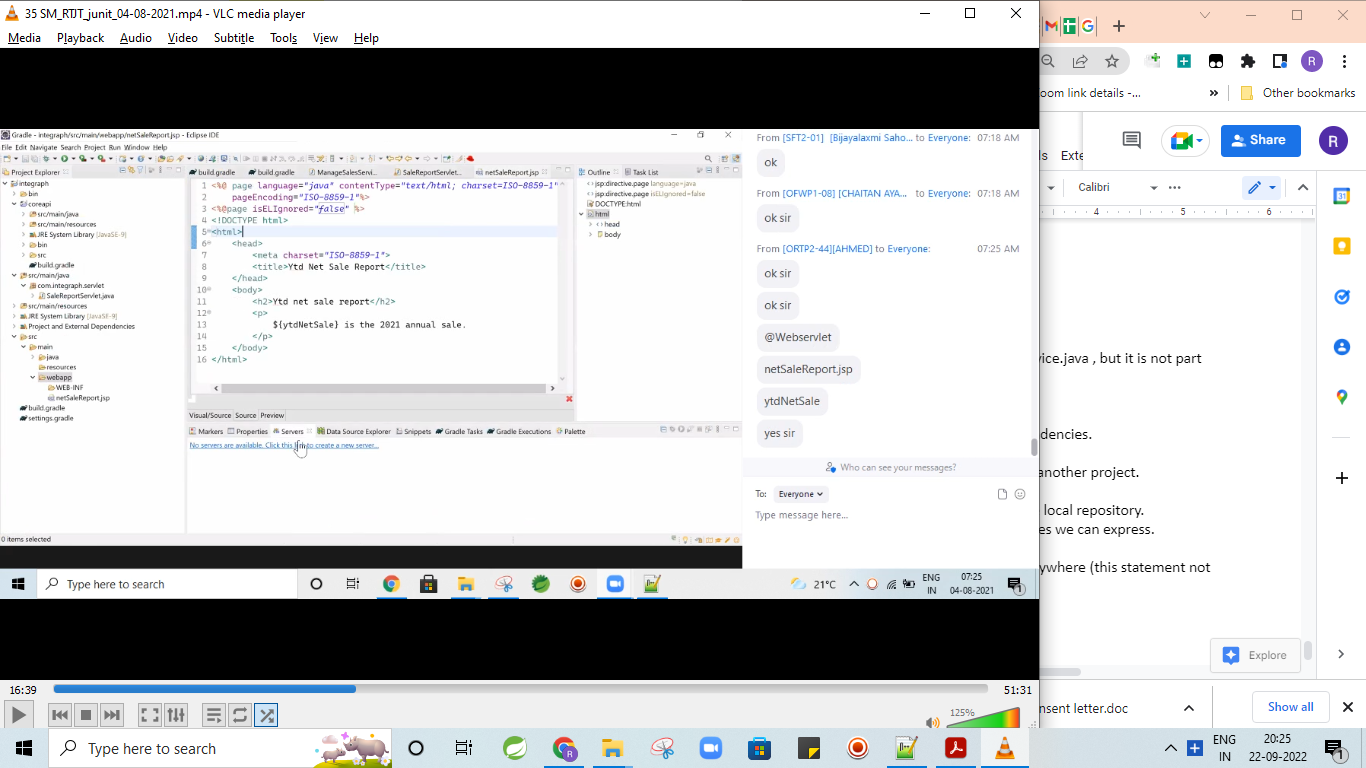 35 SM_RTJT_junit_04-08-2021.mp4 - VLC media player
Media Playback Audio Video Subtitle Tools View Help
Gradle - integraph/src/main/webapp/netSaleReport.jsp - Eclipse IDE
File Edit Navigate Search Project Run Window Help
Project Explorer
integraph
bin
coreapi
src/main/java
src/main/resources
JRE System Library [JavaSE-9]
bin
src
build.gradle
src/main/java
com.integraph.servlet
SaleReportServlet.java
src/main/resources
JRE System Library [JavaSE-9]
Project and External Dependencies
src
main
java
resources
webapp
WEB-INF
netSaleReport.jsp
build.gradle
settings.gradle
build.gradle build.gradle ManageSalesServi... SaleReportServlet... netSaleReport.jsp
1 <%@ page language="java" contentType="text/html; charset=ISO-8859-1"
2 pageEncoding="ISO-8859-1"%>
3 <%@page isELIgnored="false" %>
4 <!DOCTYPE html>
5 <html>
6 <head>
7 <meta charset="ISO-8859-1">
8 <title>Ytd Net Sale Report</title>
9 </head>
10 <body>
11 <h2>Ytd net sale report</h2>
12 <p>
13 ${ytdNetSale} is the 2021 annual sale.
14 </p>
15 </body>
16 </html>
Visual/Source Source Preview
Outline Task List
jsp.directive.page language=java
jsp.directive.page isELIgnored=false
DOCTYPE:html
html
head
body
Markers Properties Servers Data Source Explorer Snippets Gradle Tasks Gradle Executions Palette
No servers are available. Click this link to create a new server...
0 items selected
From [SFT2-01] [Bijayalaxmi Saho... to Everyone: 07:18 AM
ok
From [OFWP1-08] [CHAITAN AYA... to Everyone: 07:18 AM
ok sir
From [ORTP2-44][AHMED] to Everyone: 07:25 AM
ok sir
ok sir
@Webservlet
netSaleReport.jsp
ytdNetSale
yes sir
Who can see your messages?
To: Everyone
Type message here...
Type here to search
21°C
ENG
IN
07:25
04-08-2021
1
16:39
51:31
125%
oom link details -...
»
Other bookmarks
R
ls Exte
Share
R
Calibri
4 5 6
vice.java , but it is not part
dencies.
another project.
local repository.
es we can express.
ywhere (this statement not
Explore
nsent letter.doc
Show all
Type here to search
R
ENG
IN
20:25
22-09-2022
1